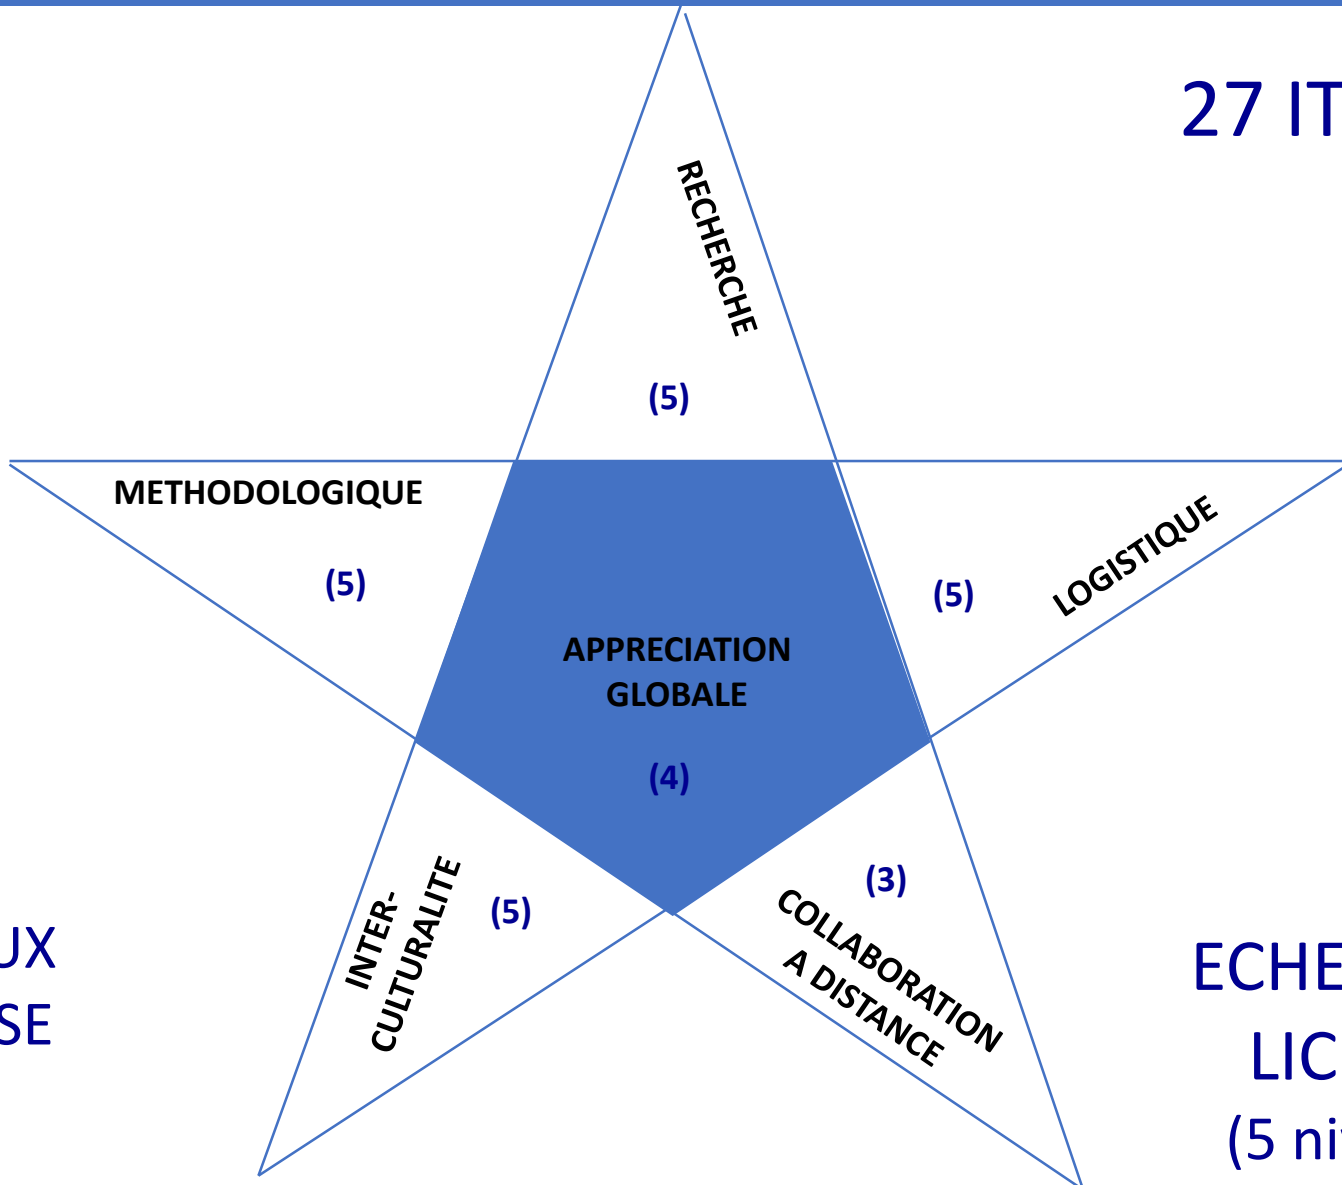 27 IT
RECHERCHE
(5)
METHODOLOGIQUE
(5)
(5)
LOGISTIQUE
APPRECIATION
GLOBALE
(4)
INTER-
CULTURALITE
(5)
(3)
COLLABORATION
A DISTANCE
UX
SE
ECHE
LIC
(5 ni